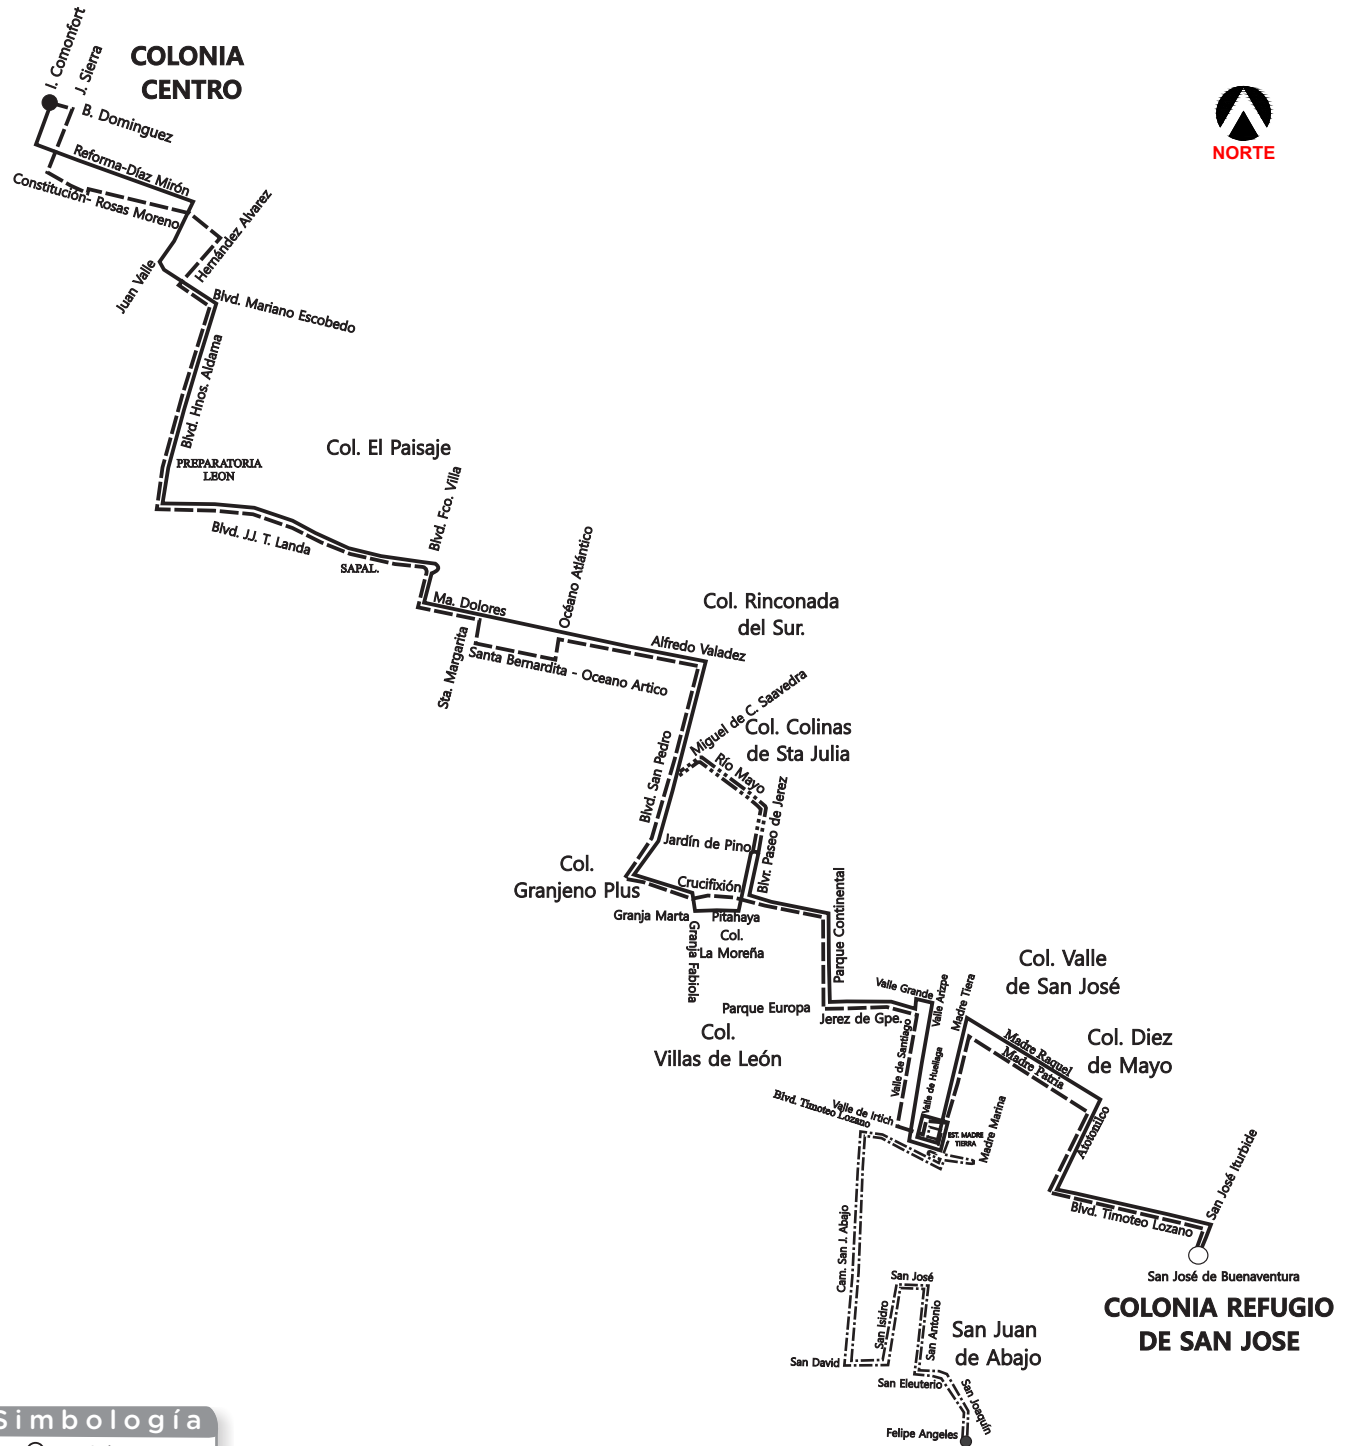 I. Comonfort
J. Sierra
COLONIA
CENTRO
B. Dominguez
NORTE
Reforma-Díaz Mirón
Constitución- Rosas Moreno
Hernández Alvarez
Juan Valle
Blvd. Mariano Escobedo
Blvd. Hnos. Aldama
Col. El Paisaje
PREPARATORIA
LEON
Blvd. Fco. Villa
Blvd. J.J. T. Landa
SAPAL.
Océano Atlántico
Ma. Dolores
Col. Rinconada
del Sur.
Alfredo Valadez
Sta. Margarita
Santa Bernardita - Oceano Artico
Miguel de C. Saavedra
Col. Colinas
de Sta Julia
Blvd. San Pedro
Río Mayo
Blvr. Paseo de Jerez
Jardín de Pino
Col.
Granjeno Plus
Crucifixión
Granja Marta
Pitahaya
Granja Fabiola
Col.
La Moreña
Parque Continental
Col. Valle
de San José
Valle Grande
Valle Arizpe
Madre Tiera
Parque Europa
Jerez de Gpe.
Col.
Villas de León
Valle de Santiago
Valle de Huellaga
Madre Raquel
Madre Patria
Col. Diez
de Mayo
Blvd. Timoteo Lozano
Valle de Irtich
EST. MADRE
TIERRA
Madre Marina
Atotonilco
San José Iturbide
Blvd. Timoteo Lozano
Cam. San J. Abajo
San José de Buenaventura
COLONIA REFUGIO
DE SAN JOSE
San José
San Isidro
San Antonio
San Juan
de Abajo
San David
San Eleuterio
San Joaquín
Felipe Angeles
Simbología